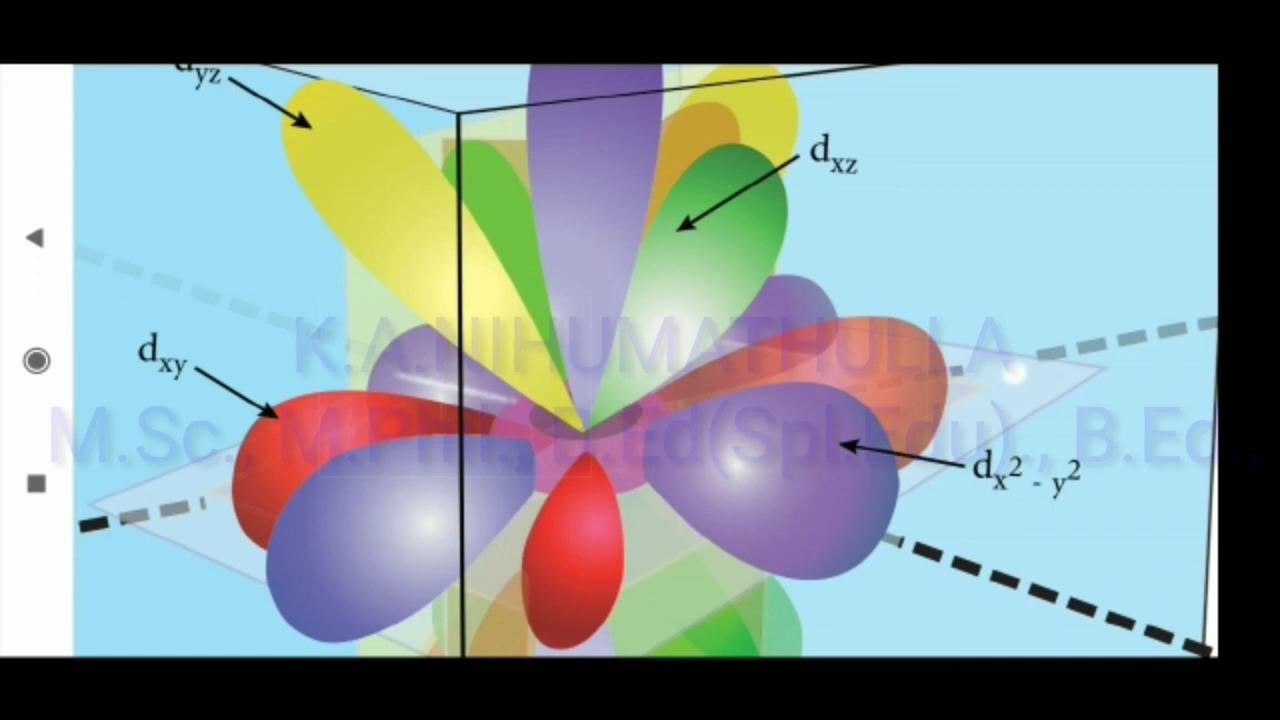 dyz
dxz
K.A.NIHUMATHULLA
dxy
M.Sc., M.Phil., B.Ed(Spl.Edu)., B.Ed.,
dx² - y²